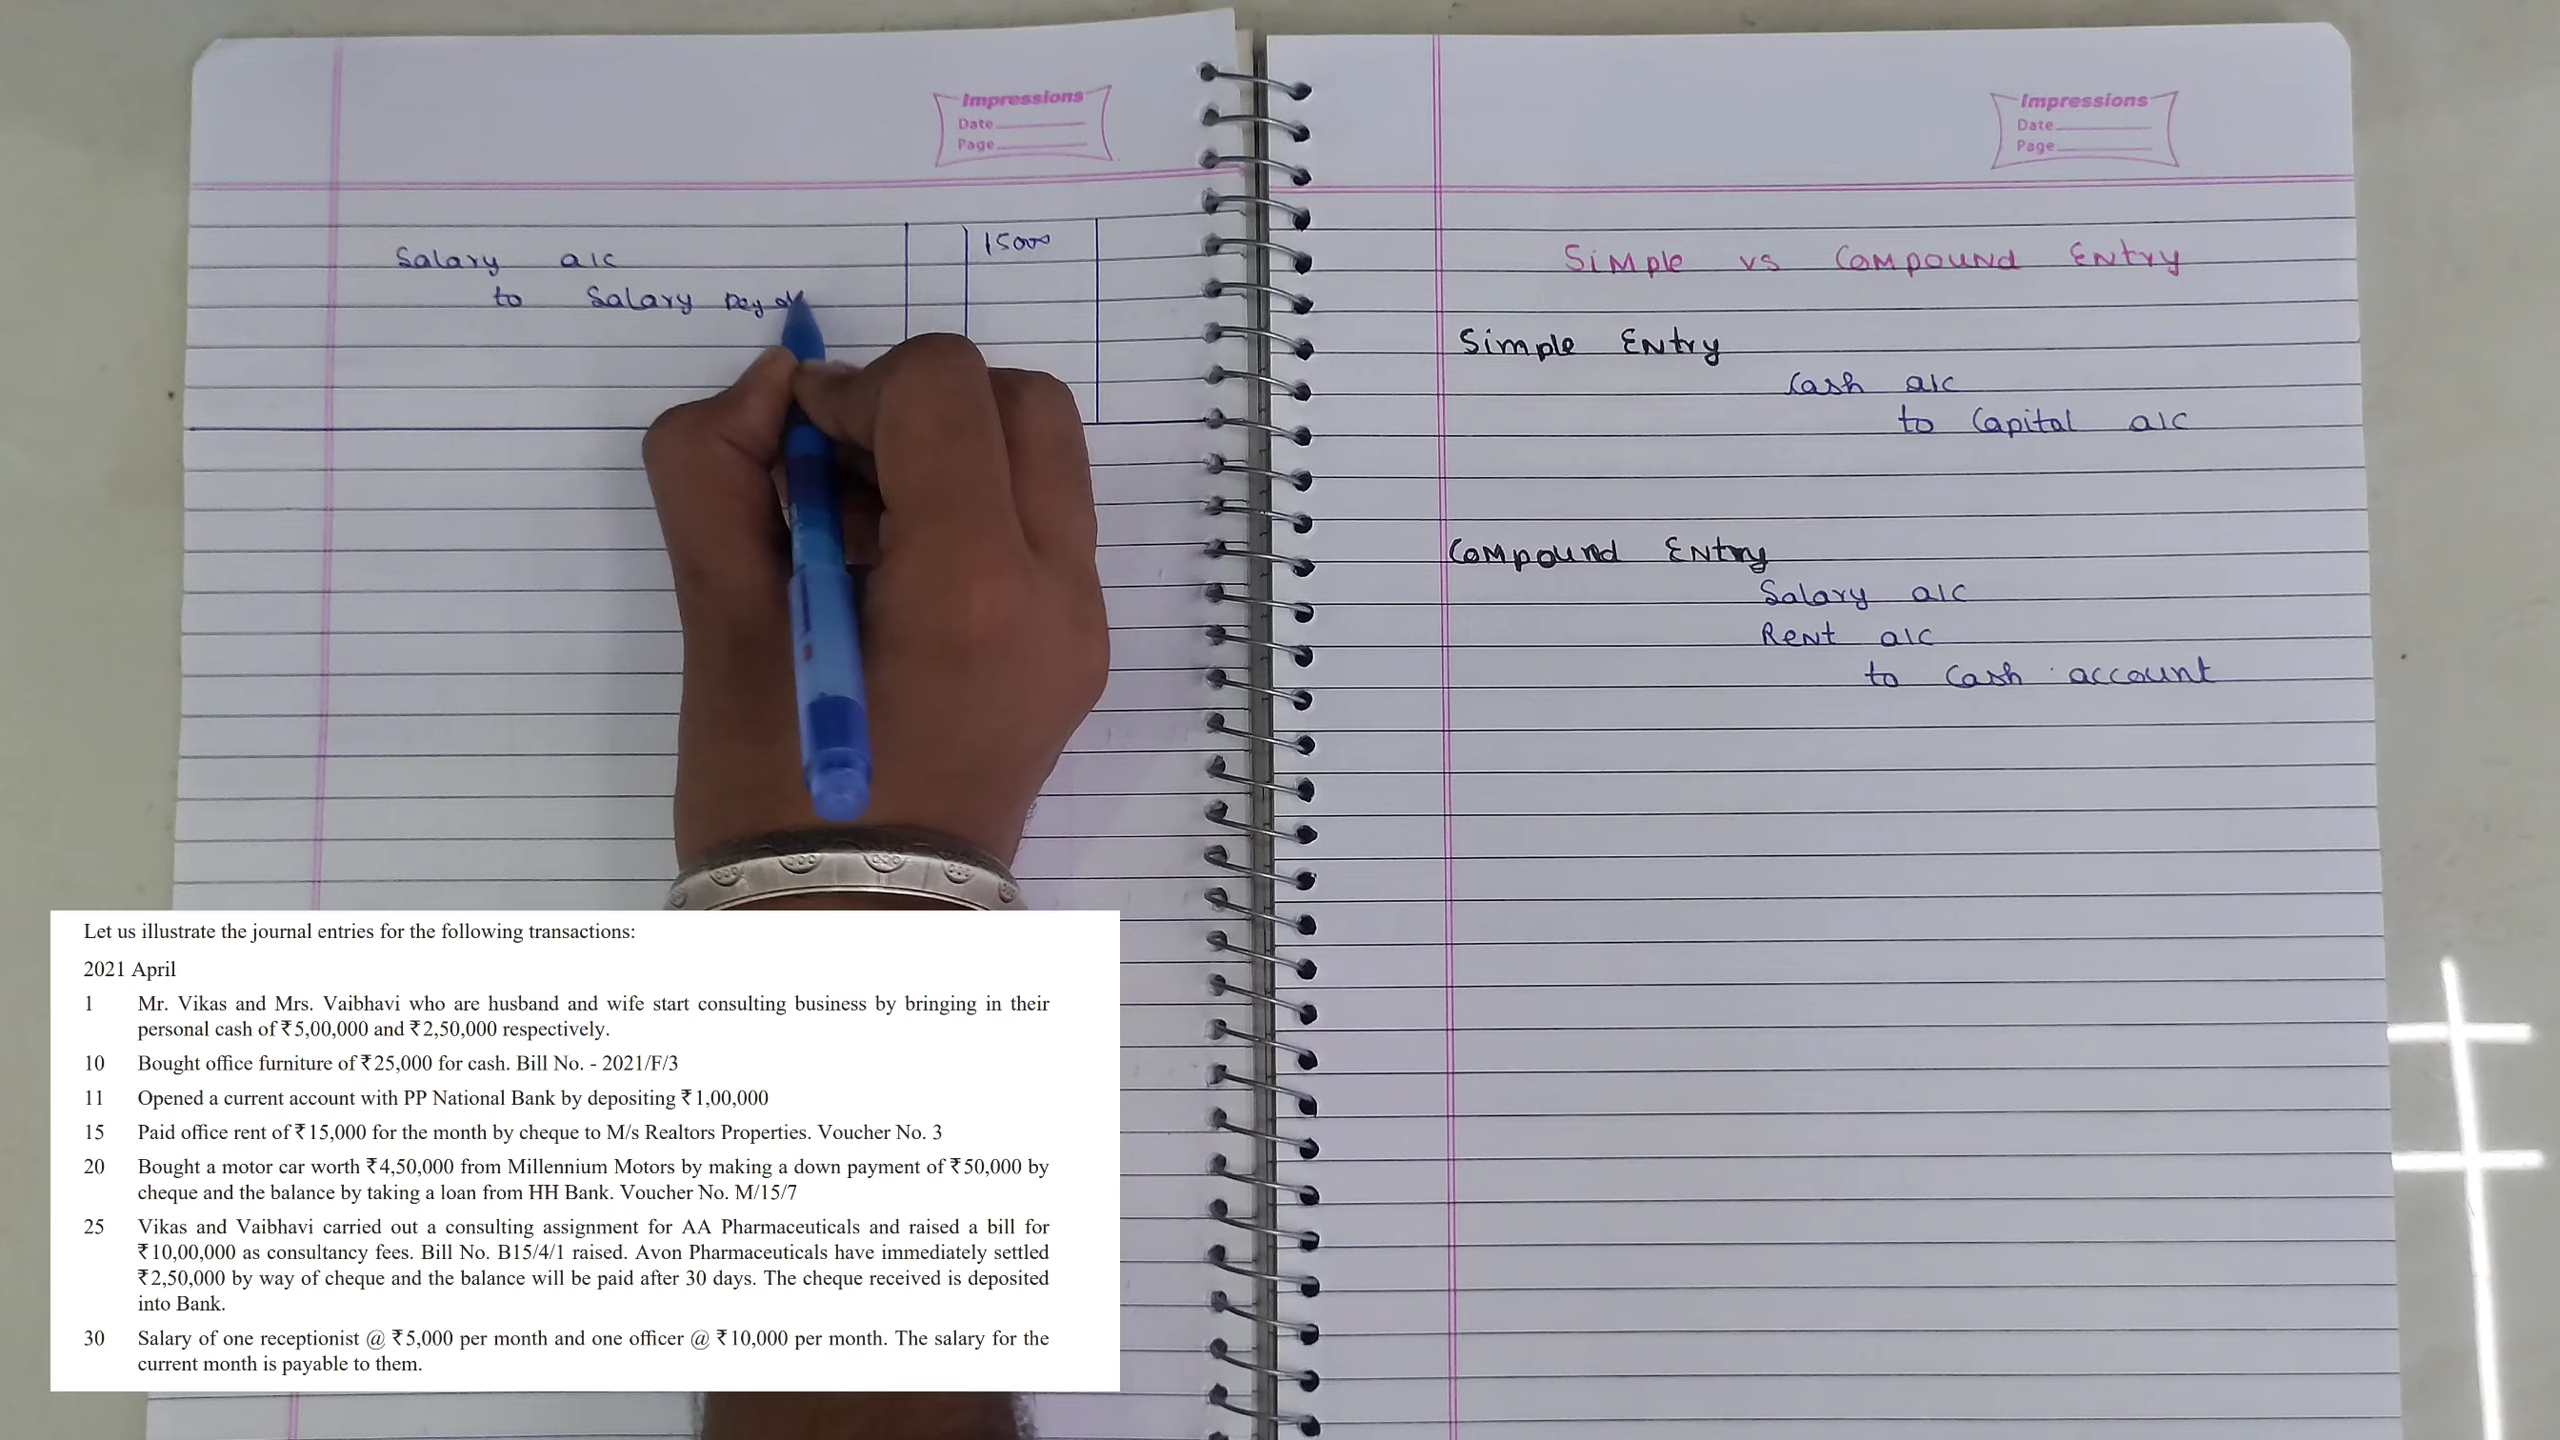 Impressions
Date
Page
Salary a/c
15000
to Salary Pay
Impressions
Date
Page
Simple vs Compound Entry
Simple Entry
Cash a/c
to Capital a/c
Compound Entry
Salary a/c
Rent a/c
to Cash account
Let us illustrate the journal entries for the following transactions:
2021 April
1 Mr. Vikas and Mrs. Vaibhavi who are husband and wife start consulting business by bringing in their
personal cash of ₹5,00,000 and ₹2,50,000 respectively.
10 Bought office furniture of ₹25,000 for cash. Bill No. - 2021/F/3
11 Opened a current account with PP National Bank by depositing ₹1,00,000
15 Paid office rent of ₹15,000 for the month by cheque to M/s Realtors Properties. Voucher No. 3
20 Bought a motor car worth ₹4,50,000 from Millennium Motors by making a down payment of ₹50,000 by
cheque and the balance by taking a loan from HH Bank. Voucher No. M/15/7
25 Vikas and Vaibhavi carried out a consulting assignment for AA Pharmaceuticals and raised a bill for
₹10,00,000 as consultancy fees. Bill No. B15/4/1 raised. Avon Pharmaceuticals have immediately settled
₹2,50,000 by way of cheque and the balance will be paid after 30 days. The cheque received is deposited
into Bank.
30 Salary of one receptionist @ ₹5,000 per month and one officer @ ₹10,000 per month. The salary for the
current month is payable to them.